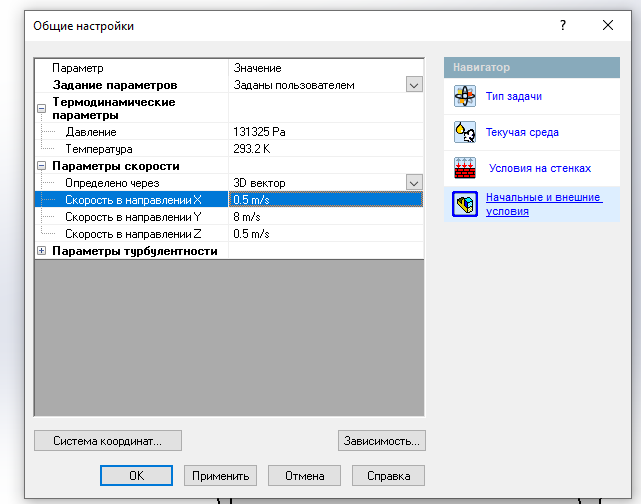 Общие настройки
?
Параметр Значение
Задание параметров Заданы пользователем
Термодинамические
параметры
Давление 131325 Pa
Температура 293.2 K
Параметры скорости
Определено через 3D вектор
Скорость в направлении X 0.5 m/s
Скорость в направлении Y 8 m/s
Скорость в направлении Z 0.5 m/s
Параметры турбулентности
Навигатор
Тип задачи
Текучая среда
Условия на стенках
Начальные и внешние
условия
Система координат...
Зависимость...
OK
Применить
Отмена
Справка